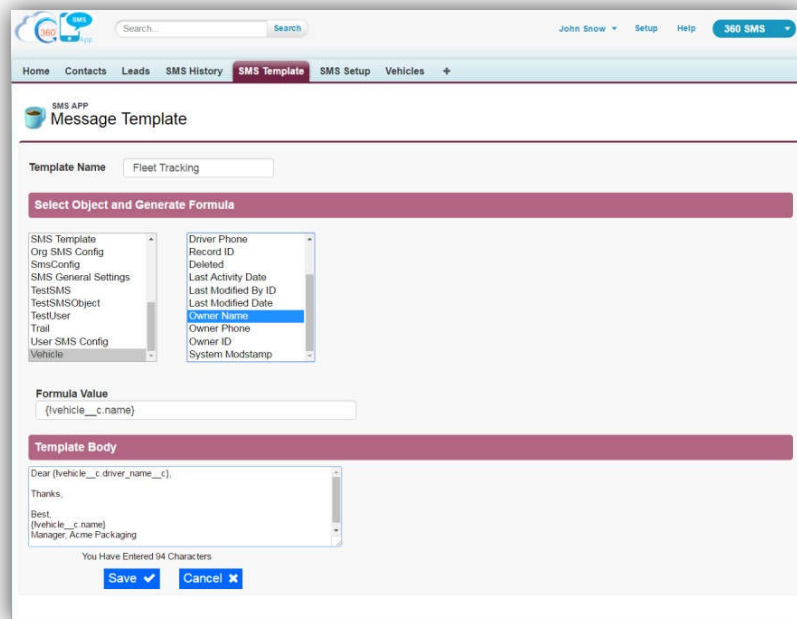 SMS
360
App
Search...
Search
John Snow
Setup
Help
360 SMS
Home
Contacts
Leads
SMS History
SMS Template
SMS Setup
Vehicles
+
SMS APP
Message Template
Template Name
Fleet Tracking
Select Object and Generate Formula
SMS Template
Org SMS Config
SmsConfig
SMS General Settings
TestSMS
TestSMSObject
TestUser
Trail
User SMS Config
Vehicle
Driver Phone
Record ID
Deleted
Last Activity Date
Last Modified By ID
Last Modified Date
Owner Name
Owner Phone
Owner ID
System Modstamp
Formula Value
{!vehicle__c.name}
Template Body
Dear {!vehicle__c.driver_name__c},
Thanks,
Best,
{!vehicle__c.name}
Manager, Acme Packaging
You Have Entered 94 Characters
Save
Cancel